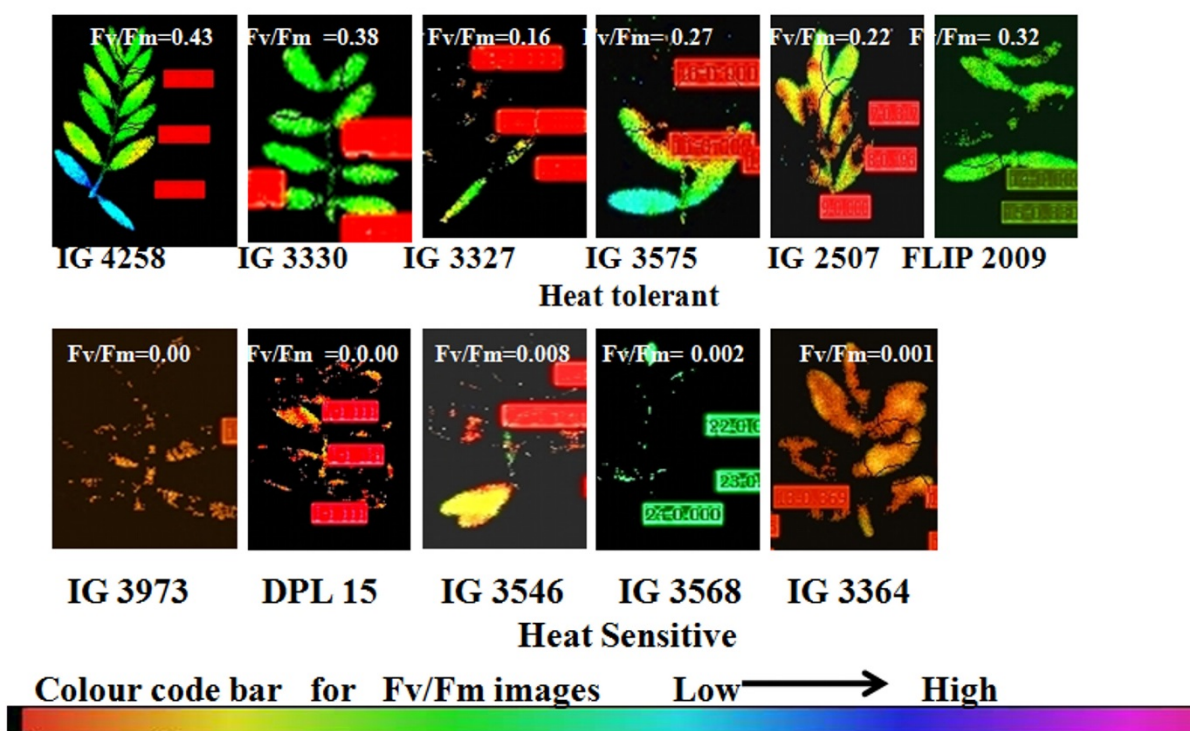 Fv/Fm=0.43 Fv/Fm =0.38 Fv/Fm =0.16 Fv/Fm =0.27 Fv/Fm=0.22 Fv/Fm= 0.32
IG 4258 IG 3330 IG 3327 IG 3575 IG 2507 FLIP 2009
Heat tolerant
Fv/Fm=0.00 Fv/Fm =0.0.00 Fv/Fm=0.008 Fv/Fm= 0.002 Fv/Fm=0.001
24-0.000
IG 3973 DPL 15 IG 3546 IG 3568 IG 3364
Heat Sensitive
Colour code bar for Fv/Fm images Low High